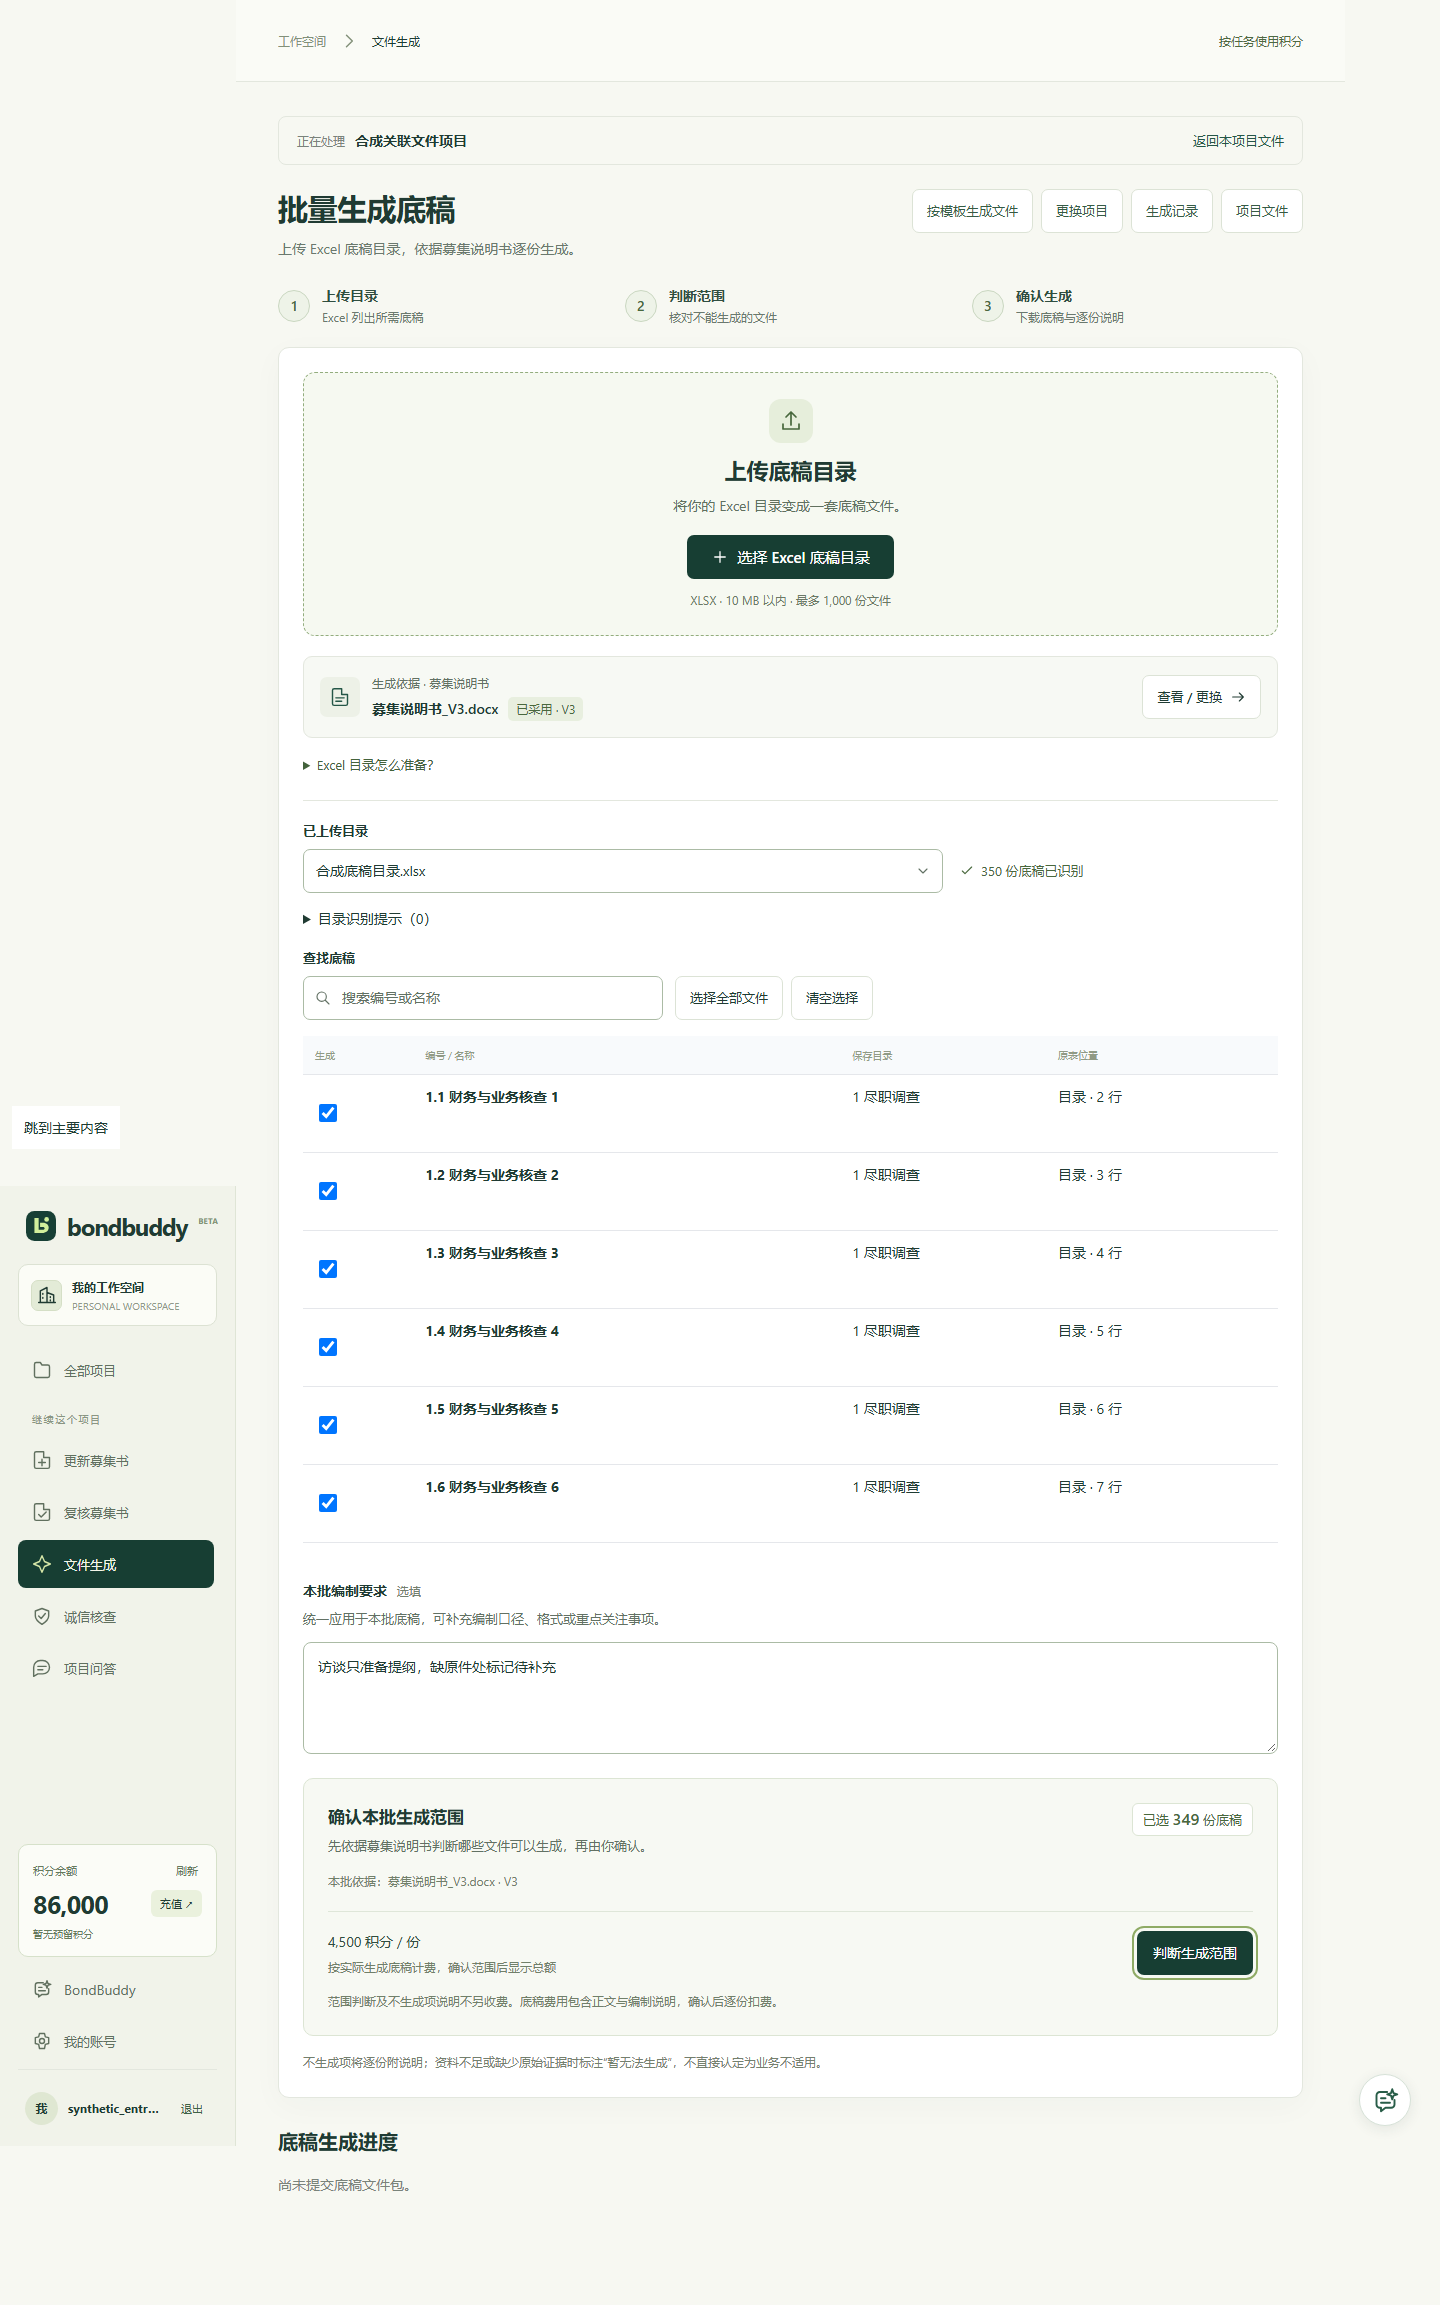 工作空间
文件生成
按任务使用积分
正在处理 合成关联文件项目
返回本项目文件
批量生成底稿
按模板生成文件
更换项目
生成记录
项目文件
上传 Excel 底稿目录，依据募集说明书逐份生成。
1
上传目录
Excel 列出所需底稿
2
判断范围
核对不能生成的文件
3
确认生成
下载底稿与逐份说明
上传底稿目录
将你的 Excel 目录变成一套底稿文件。
选择 Excel 底稿目录
XLSX · 10 MB 以内 · 最多 1,000 份文件
生成依据 · 募集说明书
募集说明书_V3.docx 已采用 · V3
查看 / 更换 →
Excel 目录怎么准备？
已上传目录
合成底稿目录.xlsx
350 份底稿已识别
目录识别提示（0）
查找底稿
搜索编号或名称
选择全部文件
清空选择
生成 编号 / 名称 保存目录 原表位置
1.1 财务与业务核查 1 1 尽职调查 目录 · 2 行
1.2 财务与业务核查 2 1 尽职调查 目录 · 3 行
1.3 财务与业务核查 3 1 尽职调查 目录 · 4 行
1.4 财务与业务核查 4 1 尽职调查 目录 · 5 行
1.5 财务与业务核查 5 1 尽职调查 目录 · 6 行
1.6 财务与业务核查 6 1 尽职调查 目录 · 7 行
本批编制要求 选填
统一应用于本批底稿，可补充编制口径、格式或重点关注事项。
访谈只准备提纲，缺原件处标记待补充
确认本批生成范围
已选 349 份底稿
先依据募集说明书判断哪些文件可以生成，再由你确认。
本批依据：募集说明书_V3.docx · V3
4,500 积分 / 份
按实际生成底稿计费，确认范围后显示总额
判断生成范围
范围判断及不生成项说明不另收费。底稿费用包含正文与编制说明，确认后逐份扣费。
不生成项将逐份附说明；资料不足或缺少原始证据时标注“暂无法生成”，不直接认定为业务不适用。
底稿生成进度
尚未提交底稿文件包。
跳到主要内容
bondbuddy BETA
我的工作空间
PERSONAL WORKSPACE
全部项目
继续这个项目
更新募集书
复核募集书
文件生成
诚信核查
项目问答
积分余额
刷新
86,000
充值 ↗
暂无预留积分
BondBuddy
我的账号
我 synthetic_entr... 退出